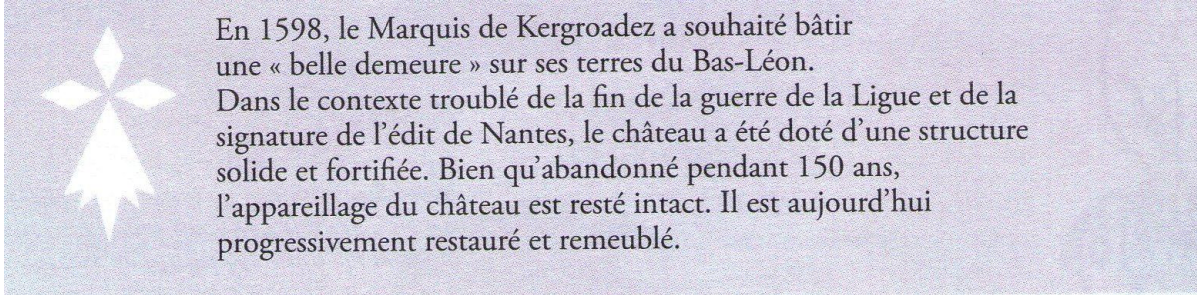 En 1598, le Marquis de Kergroadez a souhaité bâtir
une « belle demeure » sur ses terres du Bas-Léon.
Dans le contexte troublé de la fin de la guerre de la Ligue et de la
signature de l'édit de Nantes, le château a été doté d'une structure
solide et fortifiée. Bien qu'abandonné pendant 150 ans,
l'appareillage du château est resté intact. Il est aujourd'hui
progressivement restauré et remeublé.